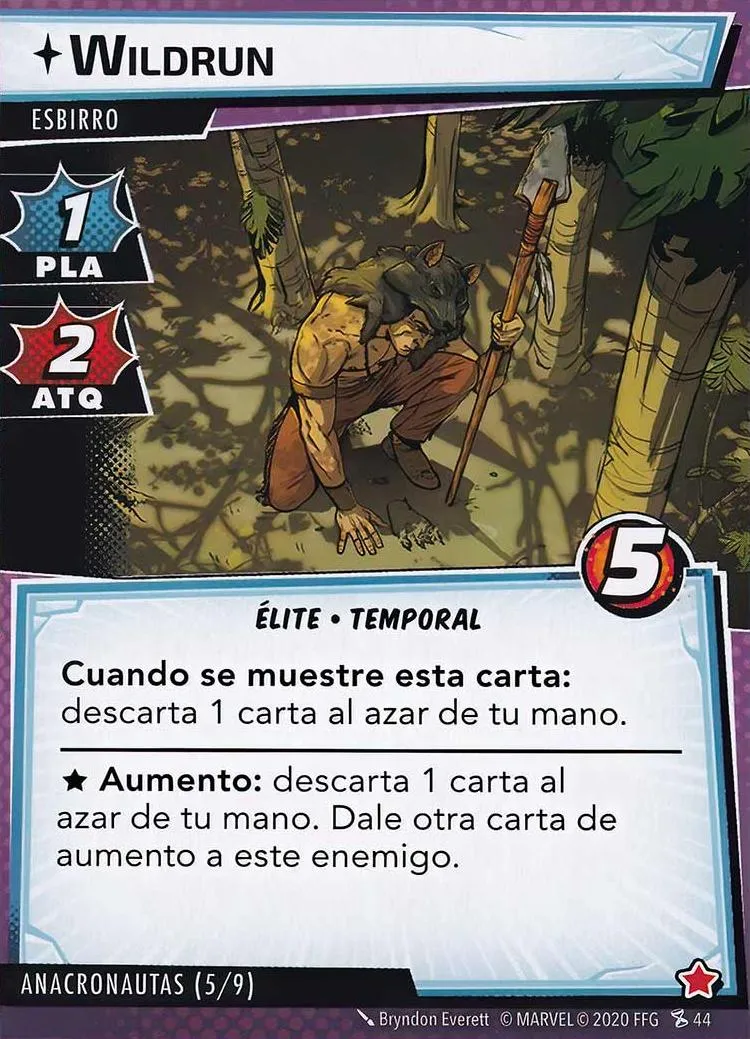 WILDRUN
ESBIRRO
1
PLA
2
ATQ
5
ÉLITE • TEMPORAL
Cuando se muestre esta carta:
descarta 1 carta al azar de tu mano.
★ Aumento: descarta 1 carta al
azar de tu mano. Dale otra carta de
aumento a este enemigo.
ANACRONAUTAS (5/9)
Bryndon Everett © MARVEL © 2020 FFG 44